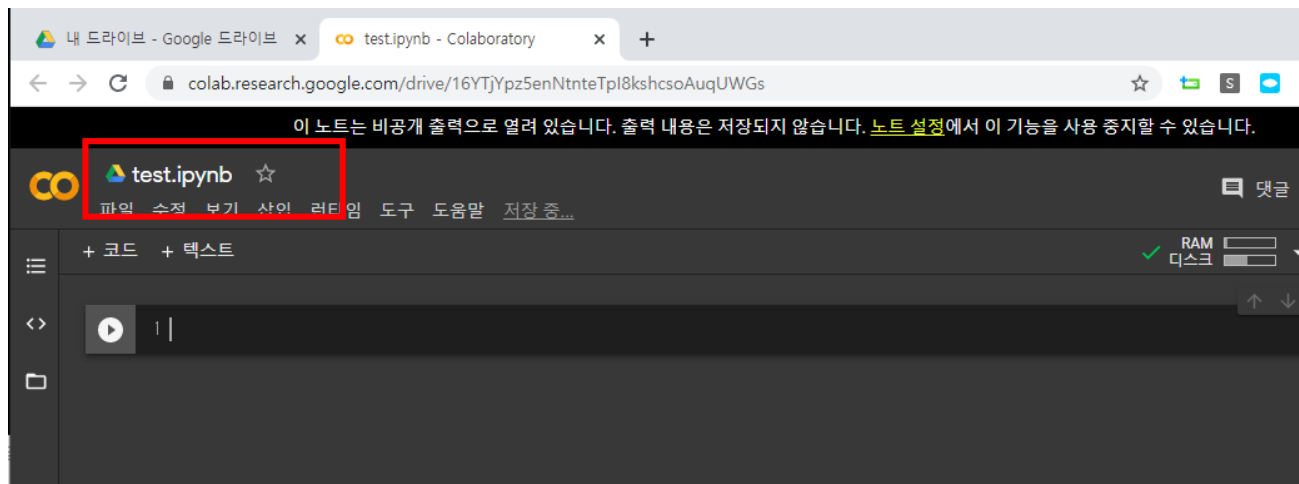 내 드라이브 - Google 드라이브 x test.ipynb - Colaboratory x +
colab.research.google.com/drive/16YTjYpz5enNtnteTpI8kshcsoAuqUWGs S
이 노트는 비공개 출력으로 열려 있습니다. 출력 내용은 저장되지 않습니다. 노트 설정에서 이 기능을 사용 중지할 수 있습니다.
CO test.ipynb
댓글
파일 수정 보기 삽입 런타임 도구 도움말 저장 중...
+ 코드 + 텍스트
RAM
디스크
1